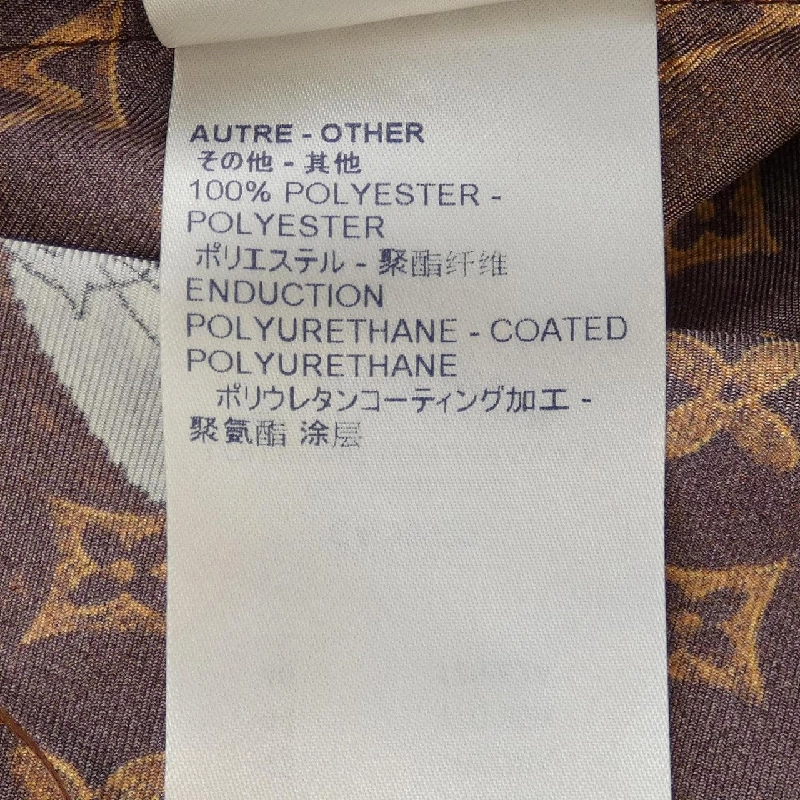 AUTRE - OTHER
その他 - 其他
100% POLYESTER -
POLYESTER
ポリエステル - 聚酯纤维
ENDUCTION
POLYURETHANE - COATED
POLYURETHANE
ポリウレタンコーティング加工 -
聚氨酯 涂层